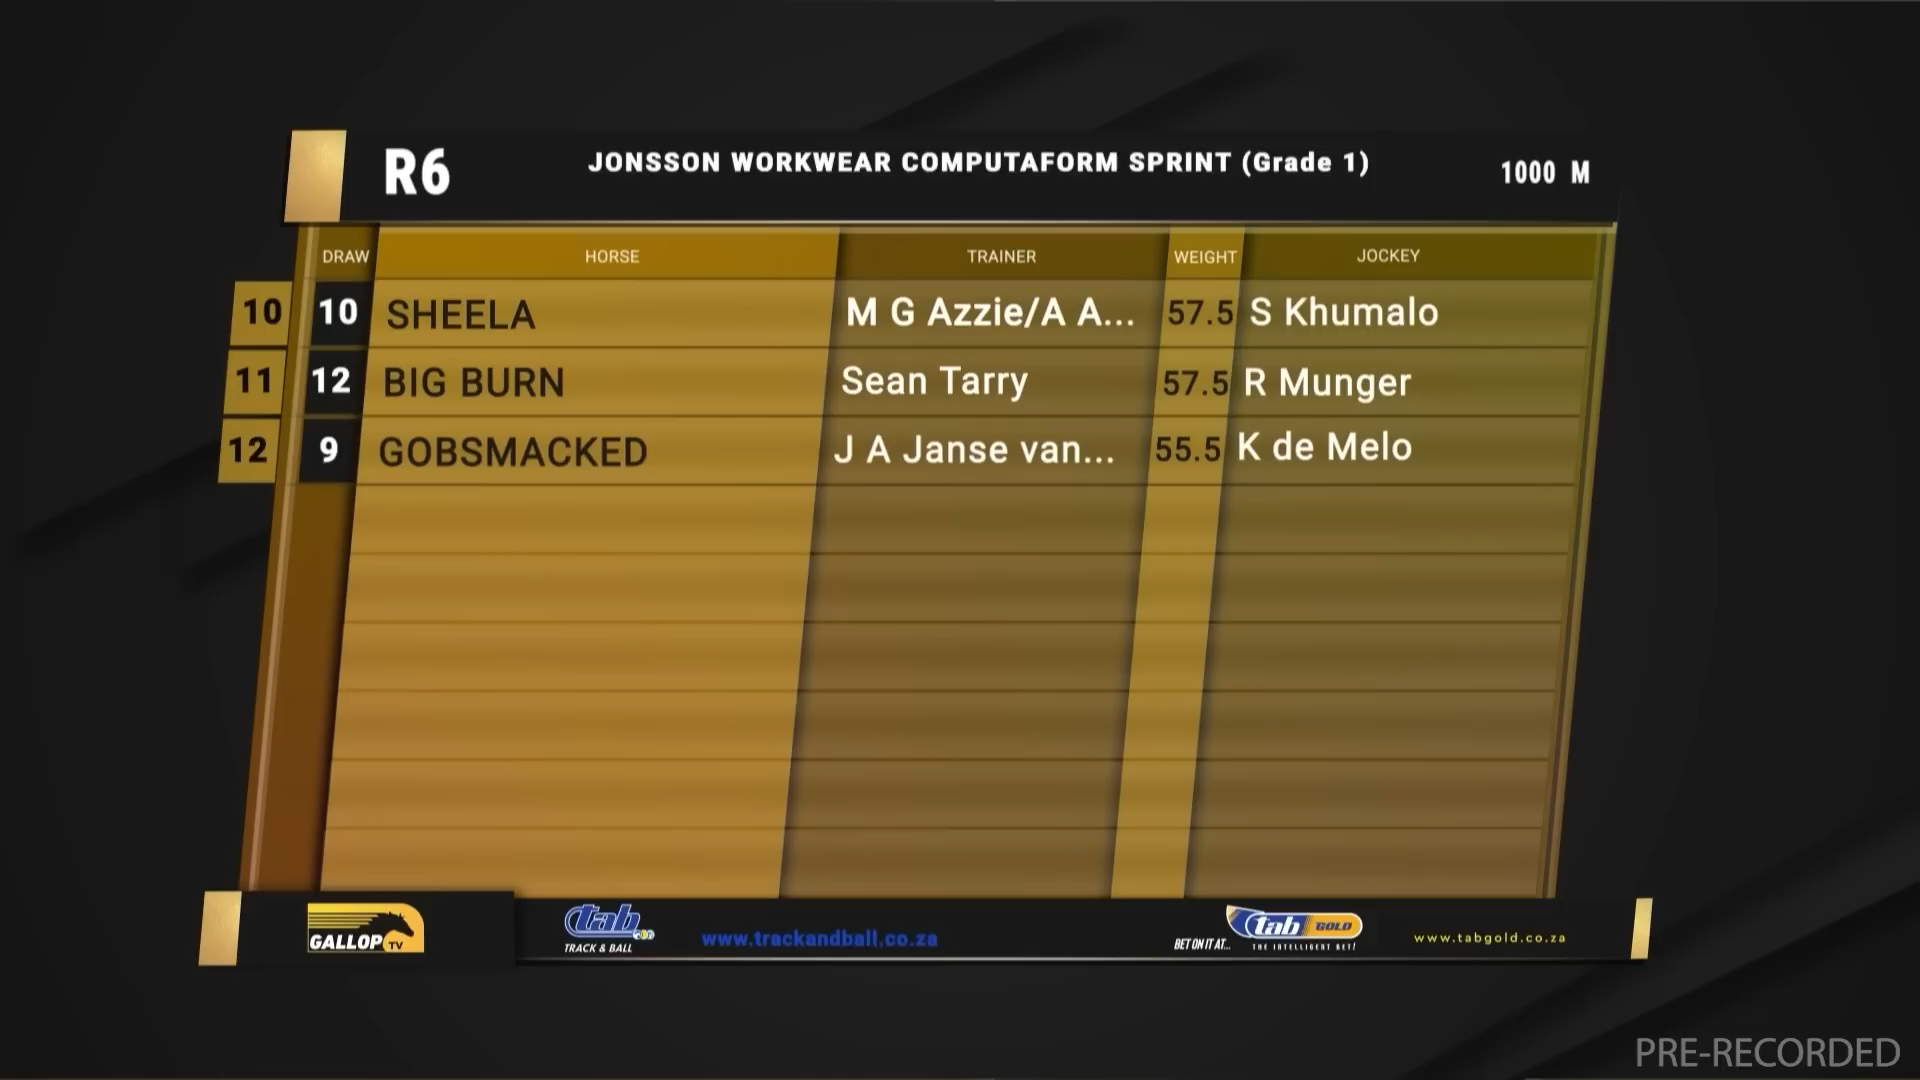 R6 JONSSON WORKWEAR COMPUTAFORM SPRINT (Grade 1) 1000 M
DRAW HORSE TRAINER WEIGHT JOCKEY
10 10 SHEELA M G Azzie/A A... 57.5 S Khumalo
11 12 BIG BURN Sean Tarry 57.5 R Munger
12 9 GOBSMACKED J A Janse van... 55.5 K de Melo
GALLOP TV tab TRACK & BALL www.trackandball.co.za BET ON IT AT... tab GOLD THE INTELLIGENT BET! www.tabgold.co.za
PRE-RECORDED